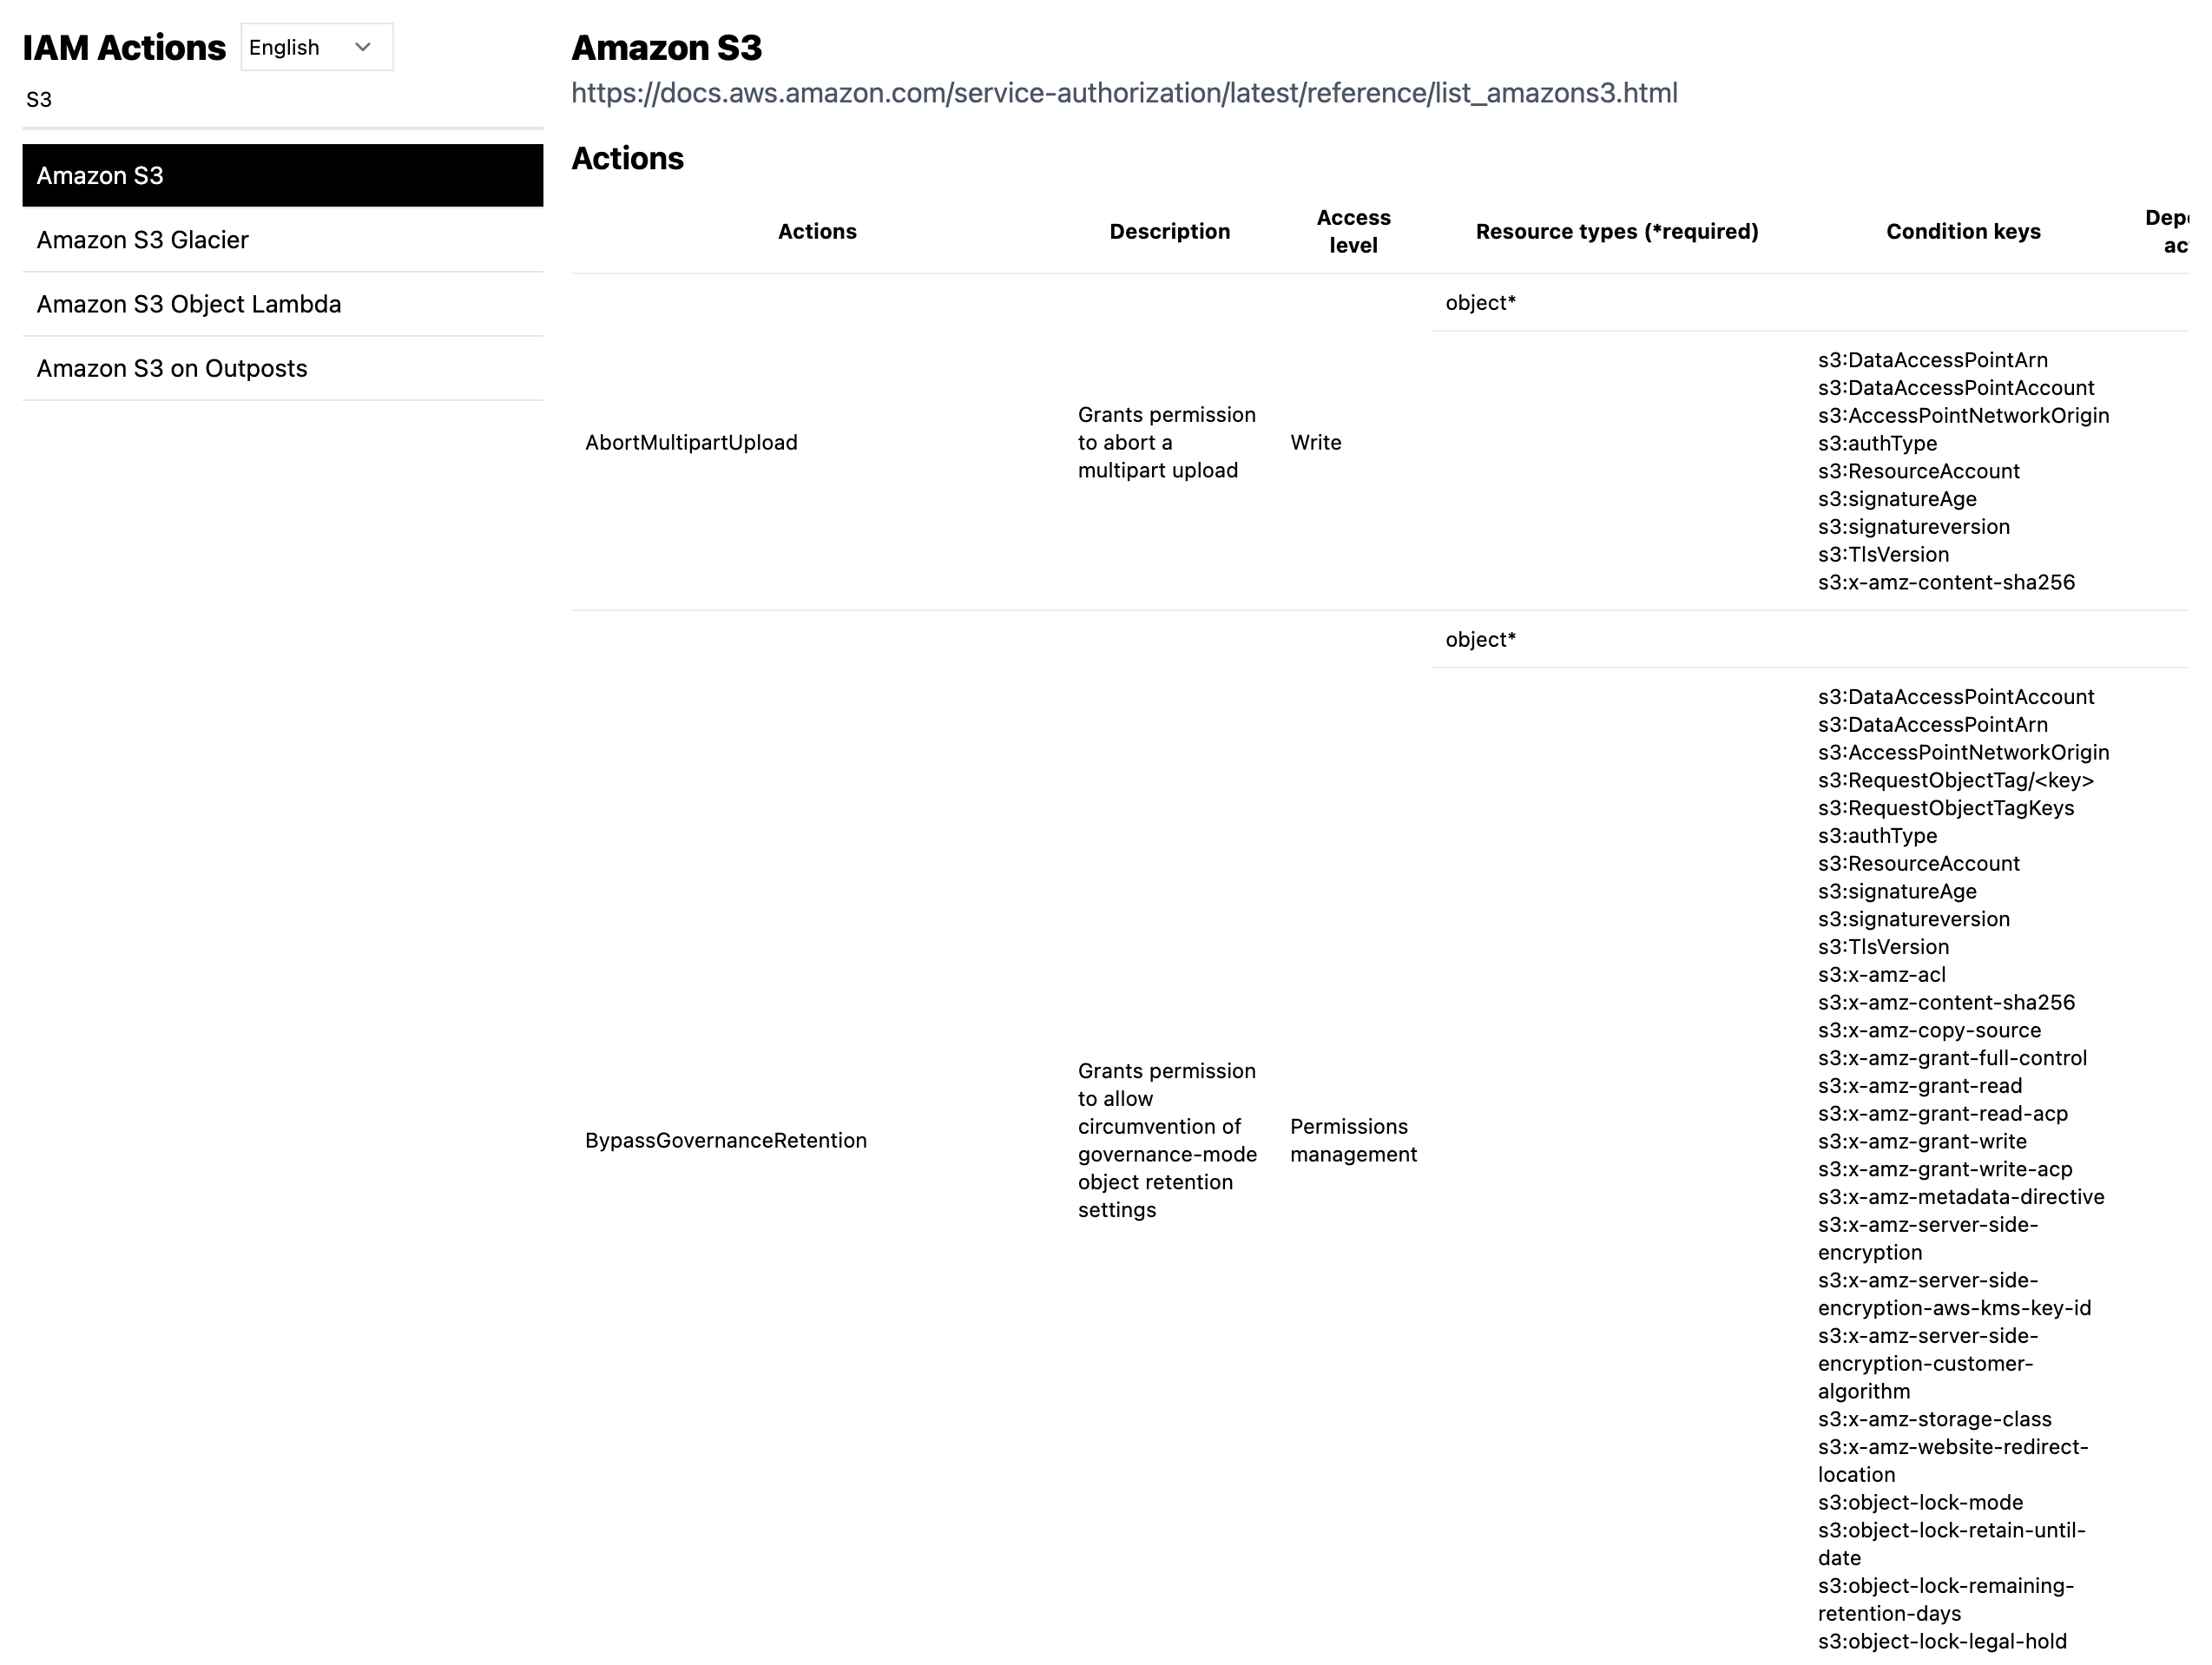 IAM Actions
English
S3
Amazon S3
Amazon S3 Glacier
Amazon S3 Object Lambda
Amazon S3 on Outposts
Amazon S3
https://docs.aws.amazon.com/service-authorization/latest/reference/list_amazons3.html
Actions
Actions
Description
Access
level
Resource types (*required)
Condition keys
AbortMultipartUpload
Grants permission
to abort a
multipart upload
Write
object*
s3:DataAccessPointArn
s3:DataAccessPointAccount
s3:AccessPointNetworkOrigin
s3:authType
s3:ResourceAccount
s3:signatureAge
s3:signatureversion
s3:TlsVersion
s3:x-amz-content-sha256
BypassGovernanceRetention
Grants permission
to allow
circumvention of
governance-mode
object retention
settings
Permissions
management
object*
s3:DataAccessPointAccount
s3:DataAccessPointArn
s3:AccessPointNetworkOrigin
s3:RequestObjectTag/<key>
s3:RequestObjectTagKeys
s3:authType
s3:ResourceAccount
s3:signatureAge
s3:signatureversion
s3:TlsVersion
s3:x-amz-acl
s3:x-amz-content-sha256
s3:x-amz-copy-source
s3:x-amz-grant-full-control
s3:x-amz-grant-read
s3:x-amz-grant-read-acp
s3:x-amz-grant-write
s3:x-amz-grant-write-acp
s3:x-amz-metadata-directive
s3:x-amz-server-side-
encryption
s3:x-amz-server-side-
encryption-aws-kms-key-id
s3:x-amz-server-side-
encryption-customer-
algorithm
s3:x-amz-storage-class
s3:x-amz-website-redirect-
location
s3:object-lock-mode
s3:object-lock-retain-until-
date
s3:object-lock-remaining-
retention-days
s3:object-lock-legal-hold